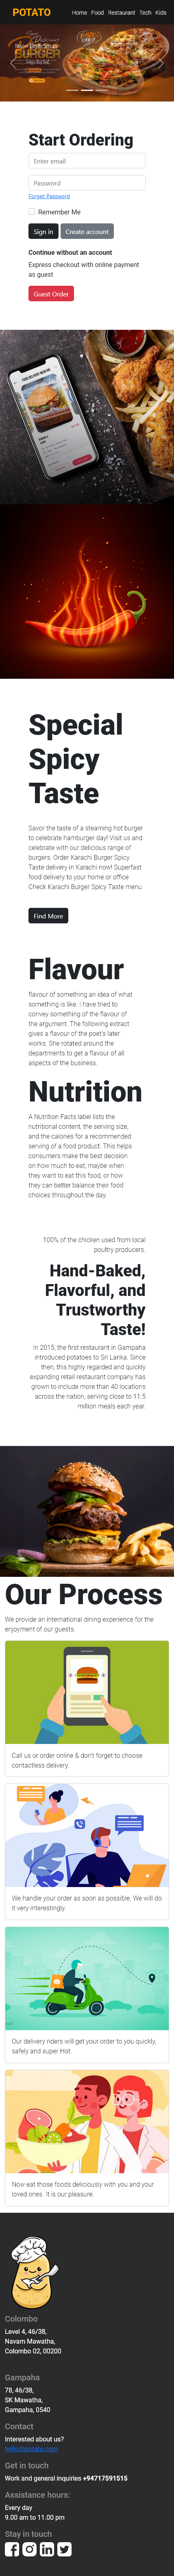 POTATO
Home Food Restaurant Tech Kids
Super Delicious
BURGER
Start Ordering
Enter email
Password
Forget Password
Remember Me
Sign in
Create account
Continue without an account
Express checkout with online payment
as guest
Guest Order
Special
Spicy
Taste
Savor the taste of a steaming hot burger
to celebrate hamburger day! Visit us and
celebrate with our delicious range of
burgers. Order Karachi Burger Spicy
Taste delivery in Karachi now! Superfast
food delivery to your home or office
Check Karachi Burger Spicy Taste menu
Find More
Flavour
flavour of something an idea of what
something is like. I have tried to
convey something of the flavour of
the argument. The following extract
gives a flavour of the poet's later
works. She rotated around the
departments to get a flavour of all
aspects of the business.
Nutrition
A Nutrition Facts label lists the
nutritional content, the serving size,
and the calories for a recommended
serving of a food product. This helps
consumers make the best decision
on how much to eat, maybe when
they want to eat this food, or how
they can better balance their food
choices throughout the day.
100% of the chicken used from local
poultry producers.
Hand-Baked,
Flavorful, and
Trustworthy
Taste!
In 2015, the first restaurant in Gampaha
introduced potatoes to Sri Lanka. Since
then, this highly regarded and quickly
expanding retail restaurant company has
grown to include more than 40 locations
across the nation, serving close to 11.5
million meals each year.
Our Process
We provide an international dining experience for the
enjoyment of our guests.
Call us or order online & don't forget to choose
contactless delivery.
We handle your order as soon as possible. We will do
it very interestingly.
Our delivery riders will get your order to you quickly,
safely and super Hot.
Now eat those foods deliciously with you and your
loved ones. It is our pleasure.
Colombo
Level 4, 46/38,
Navam Mawatha,
Colombo 02, 00200
Gampaha
78, 46/38,
SK Mawatha,
Gampaha, 0540
Contact
Interested about us?
hello@potato.com
Get in touch
Work and general inquiries +94717591515
Assistance hours:
Every day
9.00 am to 11.00 pm
Stay in touch